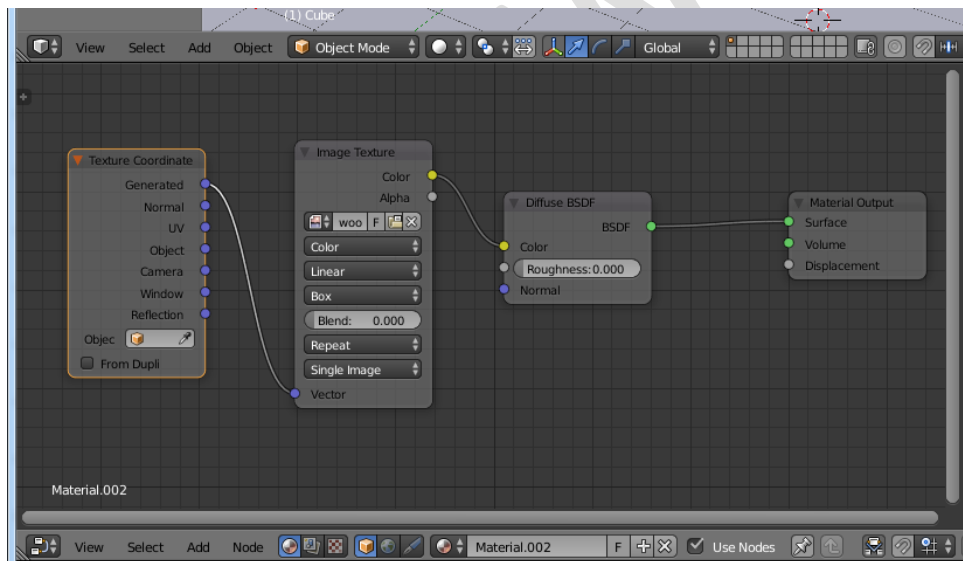 (1) Cube
View Select Add Object Object Mode Global
Texture Coordinate
Generated
Normal
UV
Object
Camera
Window
Reflection
Objec
From Dupli
Image Texture
Color
Alpha
woo F
Color
Linear
Box
Blend: 0.000
Repeat
Single Image
Vector
Diffuse BSDF
BSDF
Color
Roughness:0.000
Normal
Material Output
Surface
Volume
Displacement
Material.002
View Select Add Node Material.002 F Use Nodes